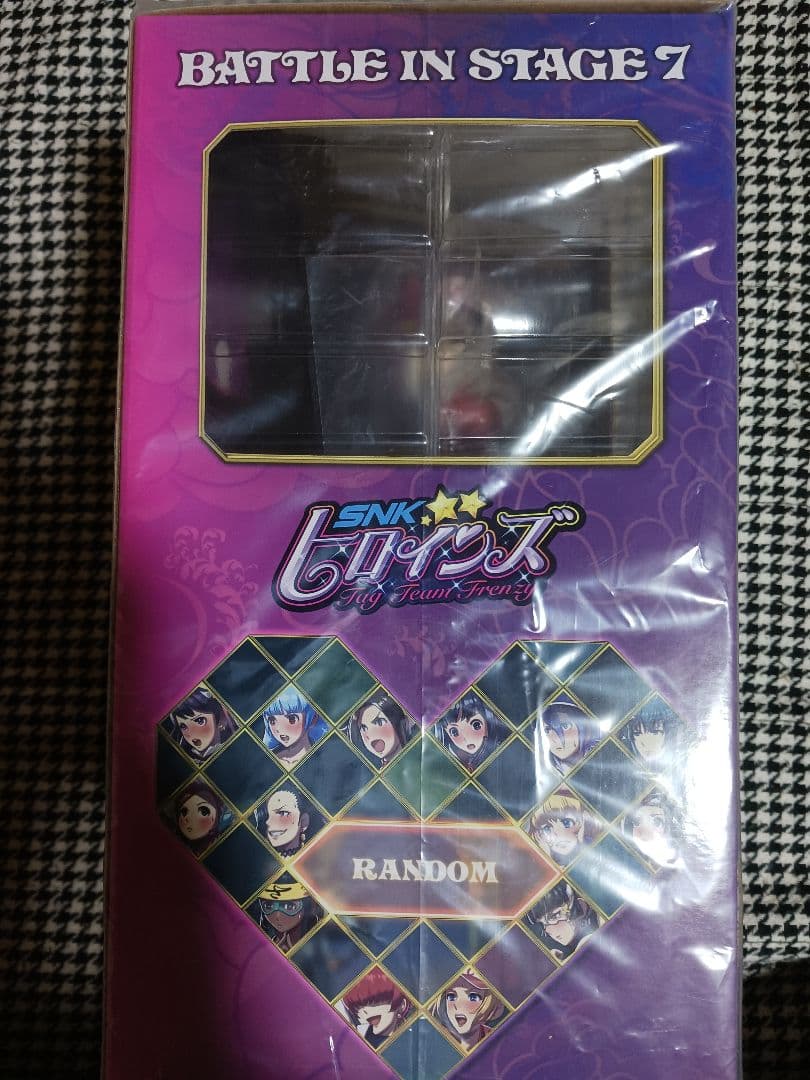 BATTLE IN STAGE 7
SNK
ヒロインズ
Tag Team Frenzy
RANDOM